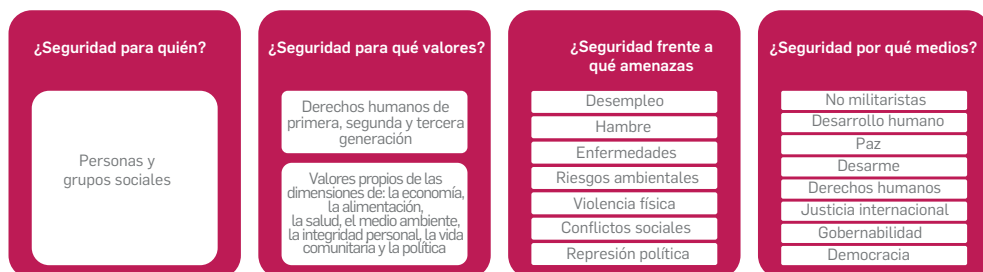 ¿Seguridad para quién?
Personas y
grupos sociales
¿Seguridad para qué valores?
Derechos humanos de
primera, segunda y tercera
generación
Valores propios de las
dimensiones de: la economía,
la alimentación,
la salud, el medio ambiente,
la integridad personal, la vida
comunitaria y la política
¿Seguridad frente a
qué amenazas
Desempleo
Hambre
Enfermedades
Riesgos ambientales
Violencia física
Conflictos sociales
Represión política
¿Seguridad por qué medios?
No militaristas
Desarrollo humano
Paz
Desarme
Derechos humanos
Justicia internacional
Gobernabilidad
Democracia